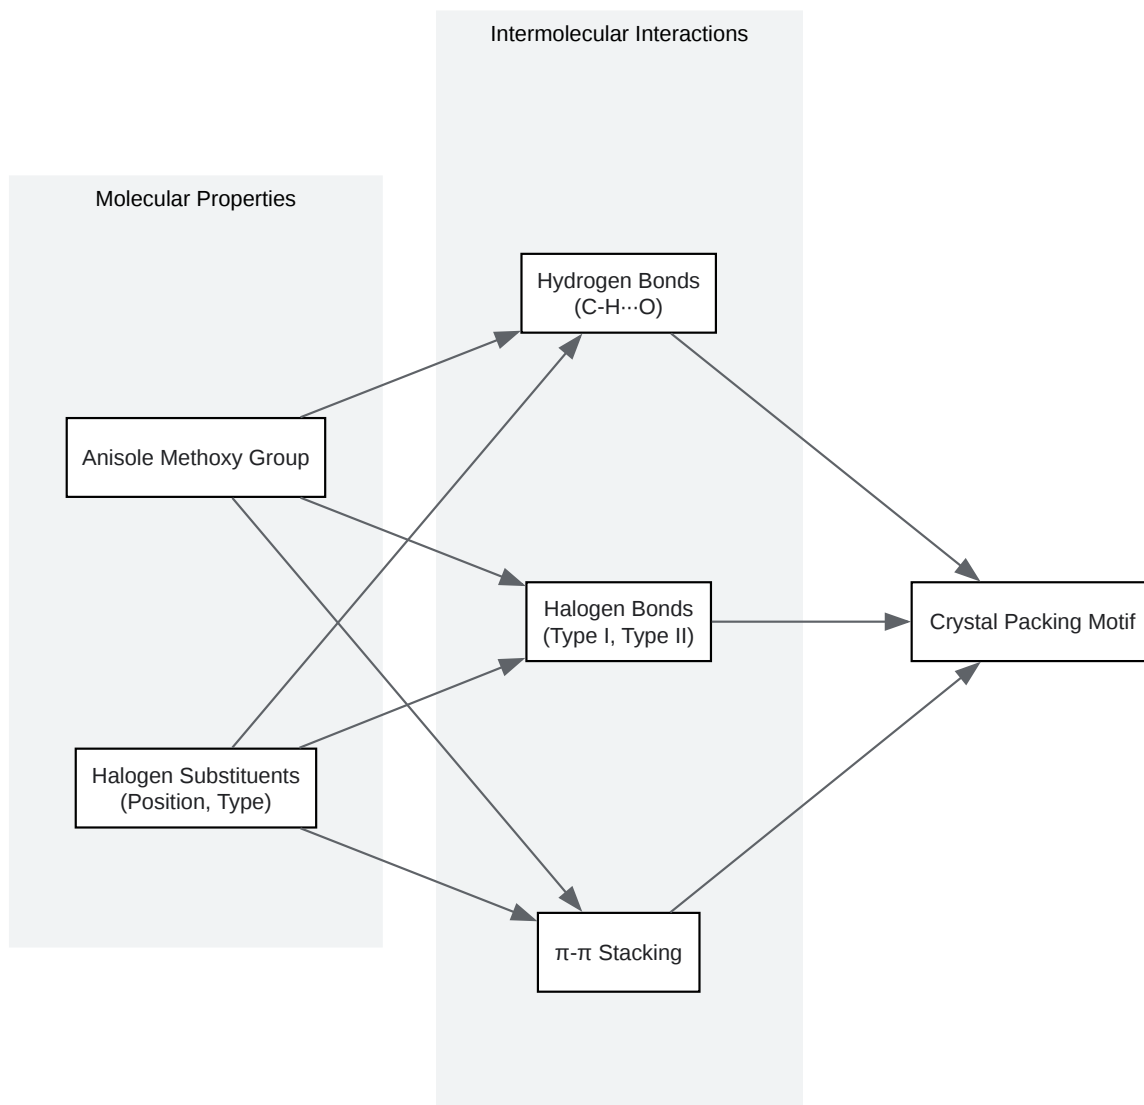 Intermolecular Interactions
Molecular Properties
Hydrogen Bonds
(C-H···O)
Anisole Methoxy Group
Halogen Bonds
(Type I, Type II)
Crystal Packing Motif
Halogen Substituents
(Position, Type)
π-π Stacking